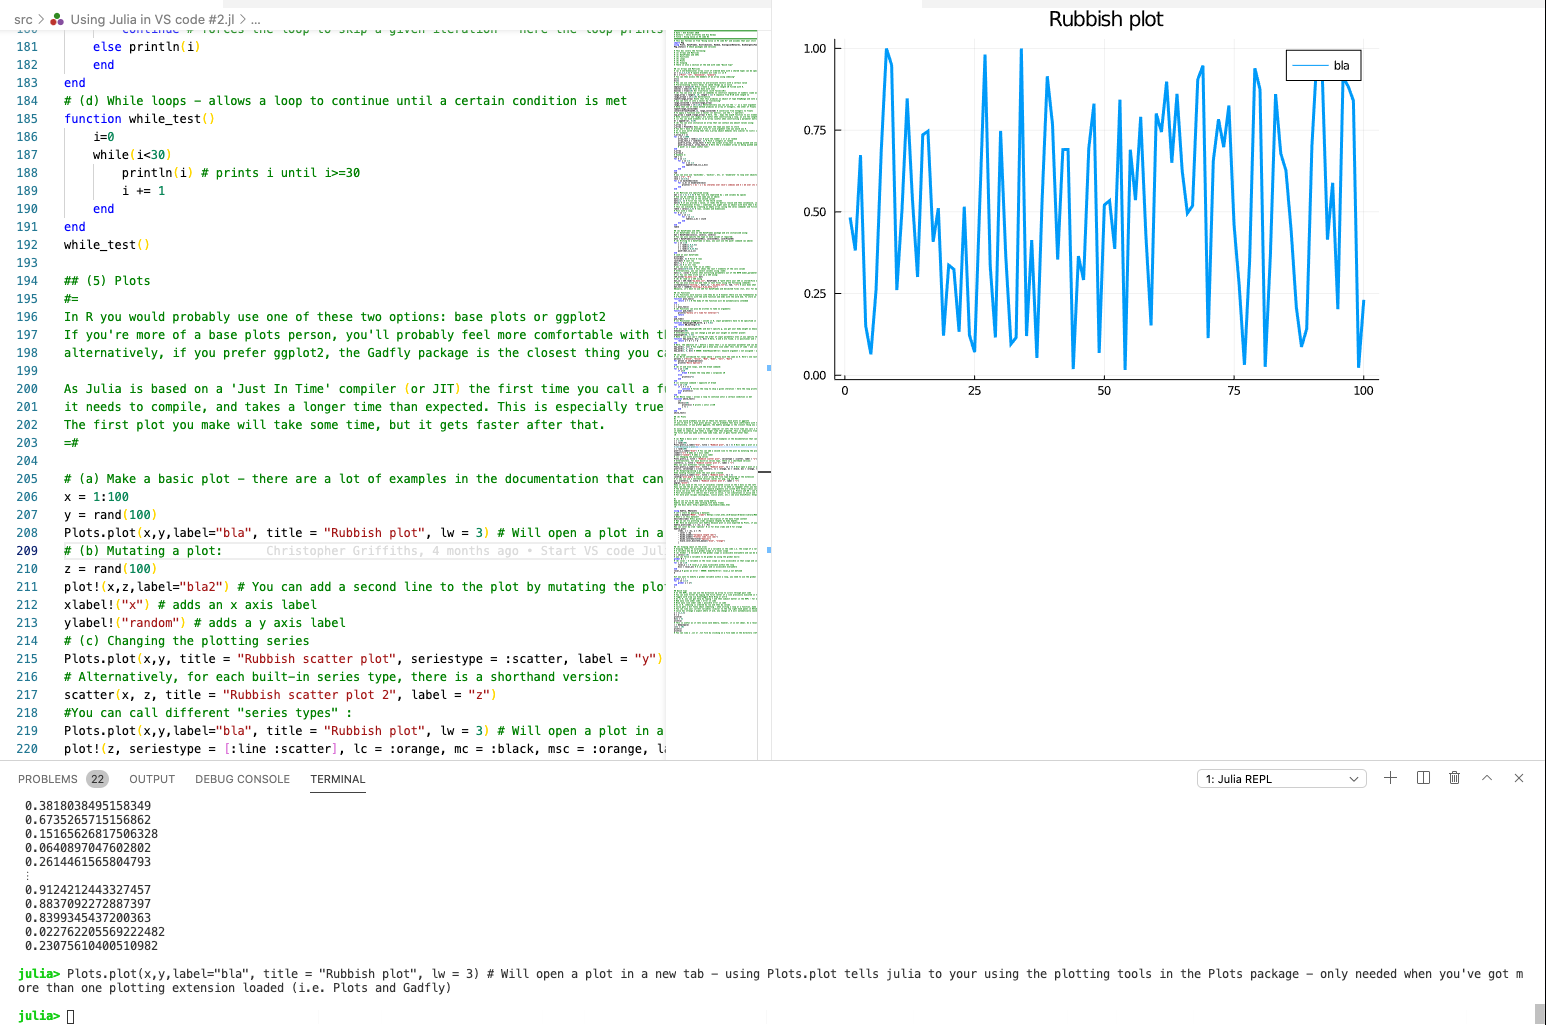 src > Using Julia in VS code #2.jl > ...
continue # forces the loop to skip a given iteration - here the loop prints
181 else println(i)
182 end
183 end
184 # (d) While loops - allows a loop to continue until a certain condition is met
185 function while_test()
186 i=0
187 while(i<30)
188 println(i) # prints i until i>=30
189 i += 1
190 end
191 end
192 while_test()
193
194 ## (5) Plots
195 #=
196 In R you would probably use one of these two options: base plots or ggplot2
197 If you're more of a base plots person, you'll probably feel more comfortable with th
198 alternatively, if you prefer ggplot2, the Gadfly package is the closest thing you ca
199
200 As Julia is based on a 'Just In Time' compiler (or JIT) the first time you call a fu
201 it needs to compile, and takes a longer time than expected. This is especially true
202 The first plot you make will take some time, but it gets faster after that.
203 =#
204
205 # (a) Make a basic plot - there are a lot of examples in the documentation that can
206 x = 1:100
207 y = rand(100)
208 Plots.plot(x,y,label="bla", title = "Rubbish plot", lw = 3) # Will open a plot in a
209 # (b) Mutating a plot: Christopher Griffiths, 4 months ago • Start VS code Jul
210 z = rand(100)
211 plot!(x,z,label="bla2") # You can add a second line to the plot by mutating the plo
212 xlabel!("x") # adds an x axis label
213 ylabel!("random") # adds a y axis label
214 # (c) Changing the plotting series
215 Plots.plot(x,y, title = "Rubbish scatter plot", seriestype = :scatter, label = "y")
216 # Alternatively, for each built-in series type, there is a shorthand version:
217 scatter(x, z, title = "Rubbish scatter plot 2", label = "z")
218 #You can call different "series types" :
219 Plots.plot(x,y,label="bla", title = "Rubbish plot", lw = 3) # Will open a plot in a
220 plot!(z, seriestype = [:line :scatter], lc = :orange, mc = :black, msc = :orange, la
Rubbish plot
bla
1.00
0.75
0.50
0.25
0.00
0 25 50 75 100
PROBLEMS 22 OUTPUT DEBUG CONSOLE TERMINAL 1: Julia REPL
0.3818038495158349
0.6735265715156862
0.15165626817506328
0.0640897047602802
0.2614461565804793
⋮
0.9124212443327457
0.8837092272887397
0.8399345437200363
0.022762205569222482
0.23075610400510982
julia> Plots.plot(x,y,label="bla", title = "Rubbish plot", lw = 3) # Will open a plot in a new tab - using Plots.plot tells julia to your using the plotting tools in the Plots package - only needed when you've got m
ore than one plotting extension loaded (i.e. Plots and Gadfly)
julia>